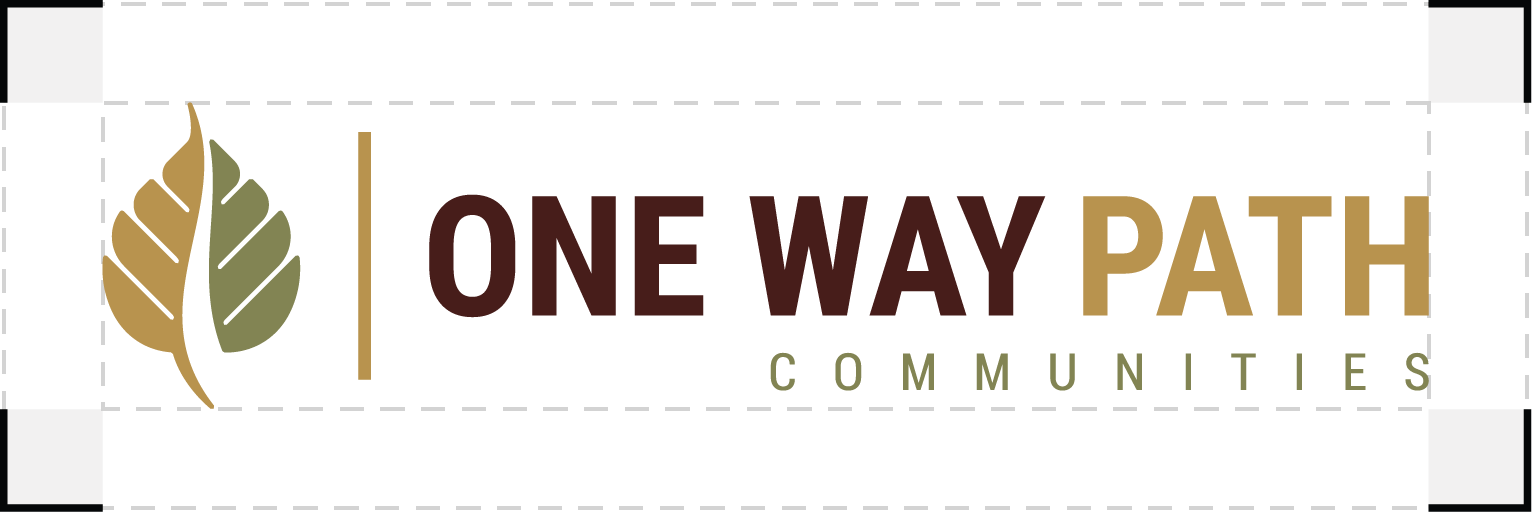 ONE WAY PATH
COMMUNITIES